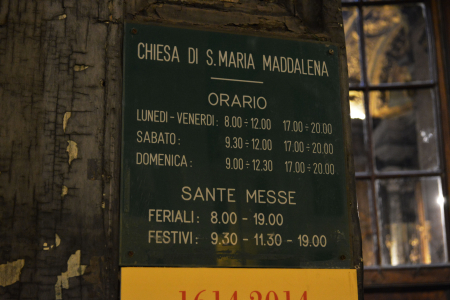 CHIESA DI S. MARIA MADDALENA
ORARIO
LUNEDI - VENERDI: 8.00÷12.00 17.00÷20.00
SABATO: 9.30÷12.00 17.00÷20.00
DOMENICA: 9.00÷12.30 17.00÷20.00
SANTE MESSE
FERIALI: 8.00 - 19.00
FESTIVI: 9.30 - 11.30 - 19.00
1614 2014